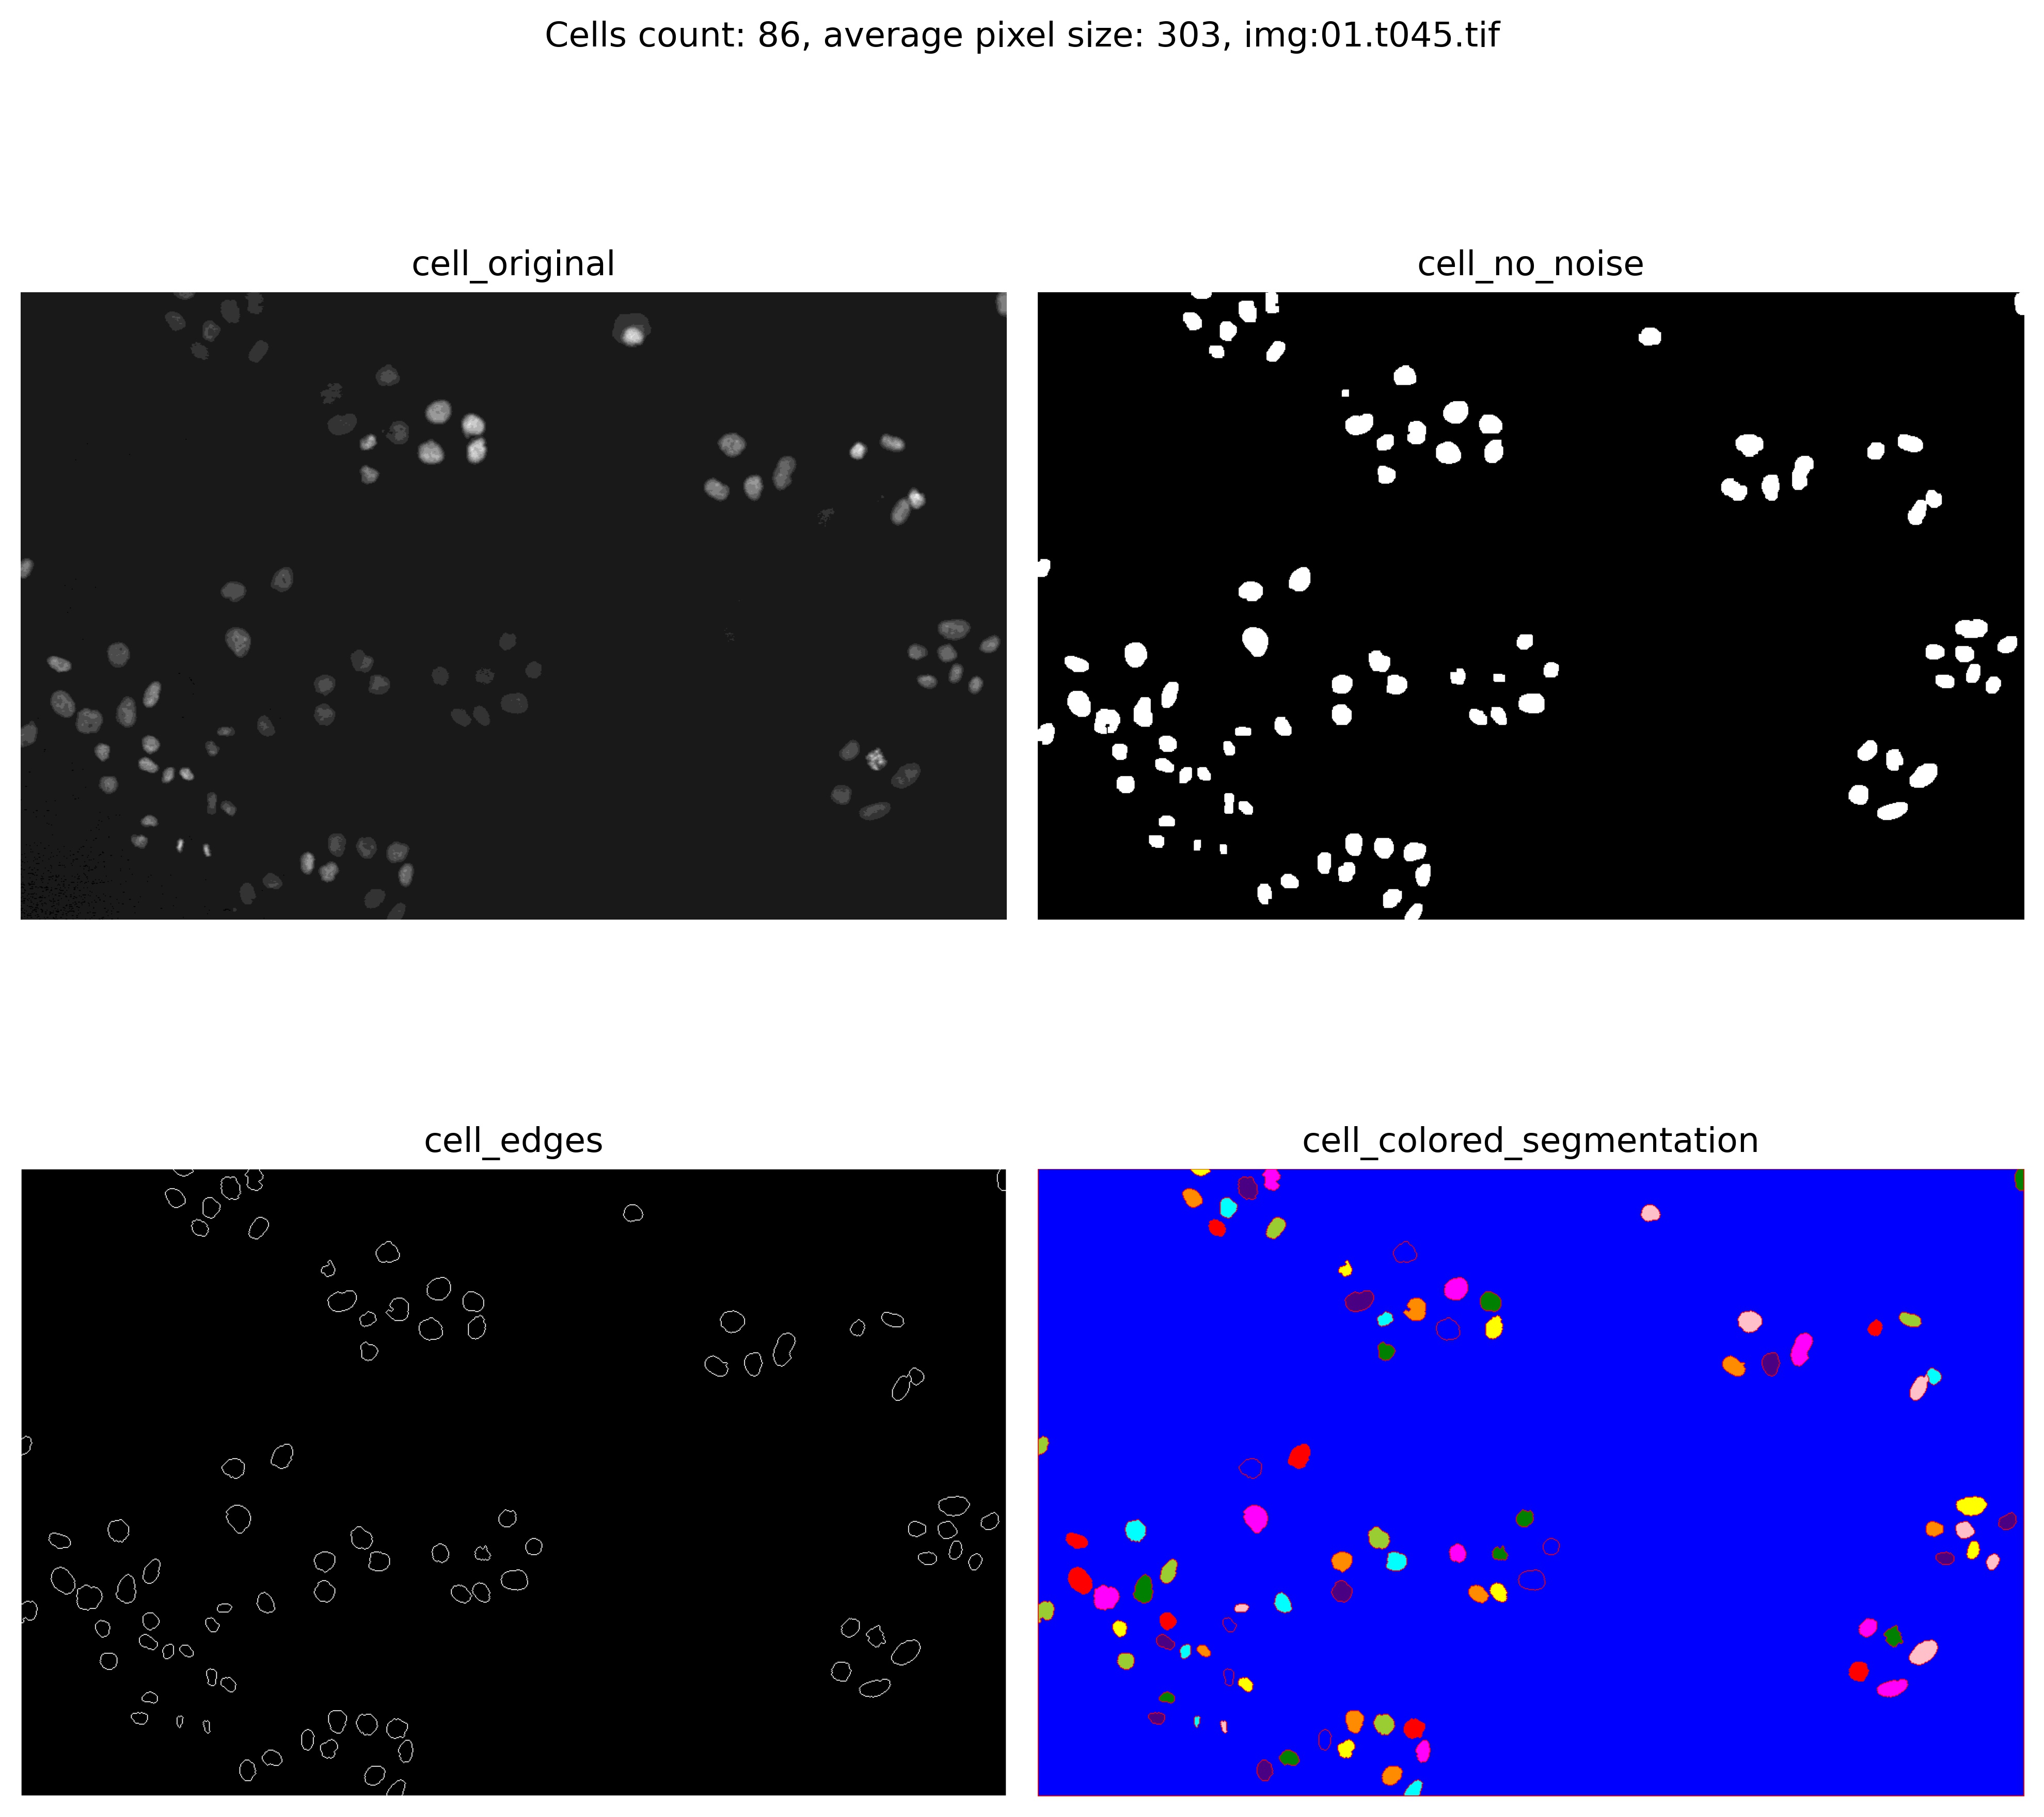 Cells count: 86, average pixel size: 303, img:01.t045.tif
cell_original
cell_no_noise
cell_edges
cell_colored_segmentation